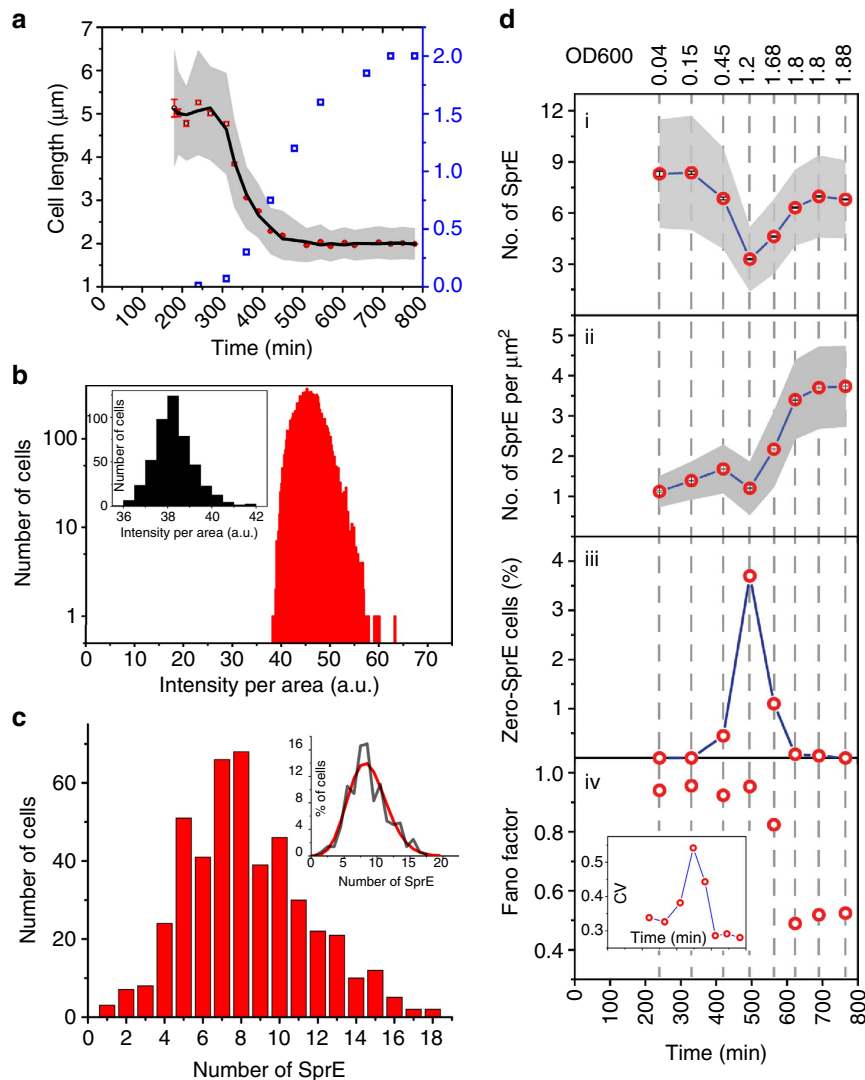 a
7
6
5
4
3
2
1
Cell length (μm)
2.0
1.5
1.0
0.5
0.0
0 100 200 300 400 500 600 700 800
Time (min)
b
100
10
1
Number of cells
0 10 20 30 40 50 60 70
Intensity per area (a.u.)
100
50
0
Number of cells
36 38 40 42
Intensity per area (a.u.)
c
60
40
20
0
Number of cells
2 4 6 8 10 12 14 16 18
Number of SprE
16
12
8
4
0
% of cells
0 5 10 15 20
Number of SprE
d
OD600 0.04 0.15 0.45 1.2 1.68 1.8 1.8 1.88
i
12
9
6
3
No. of SprE
ii
5
4
3
2
1
No. of SprE per μm²
iii
4
3
2
1
Zero-SprE cells (%)
iv
1.0
0.8
0.6
0.4
Fano factor
0.5
0.4
0.3
CV
Time (min)
0 100 200 300 400 500 600 700 800
Time (min)